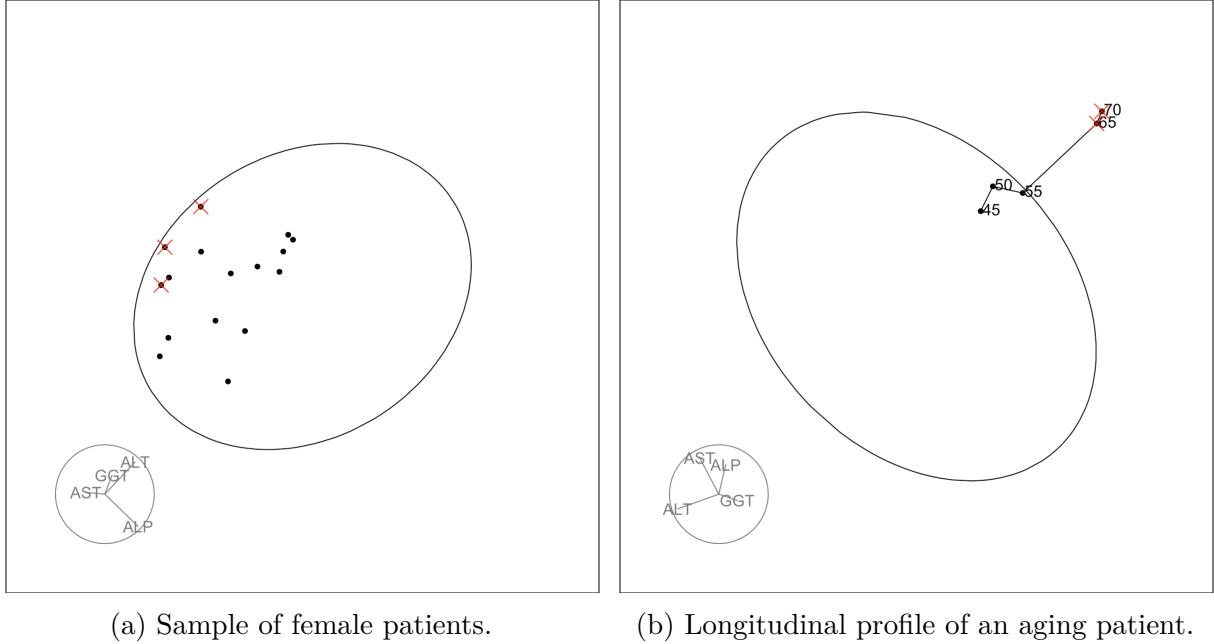 ALT
GGT
AST
ALP
70
65
50
55
45
AST
ALP
GGT
ALT
(a) Sample of female patients.
(b) Longitudinal profile of an aging patient.